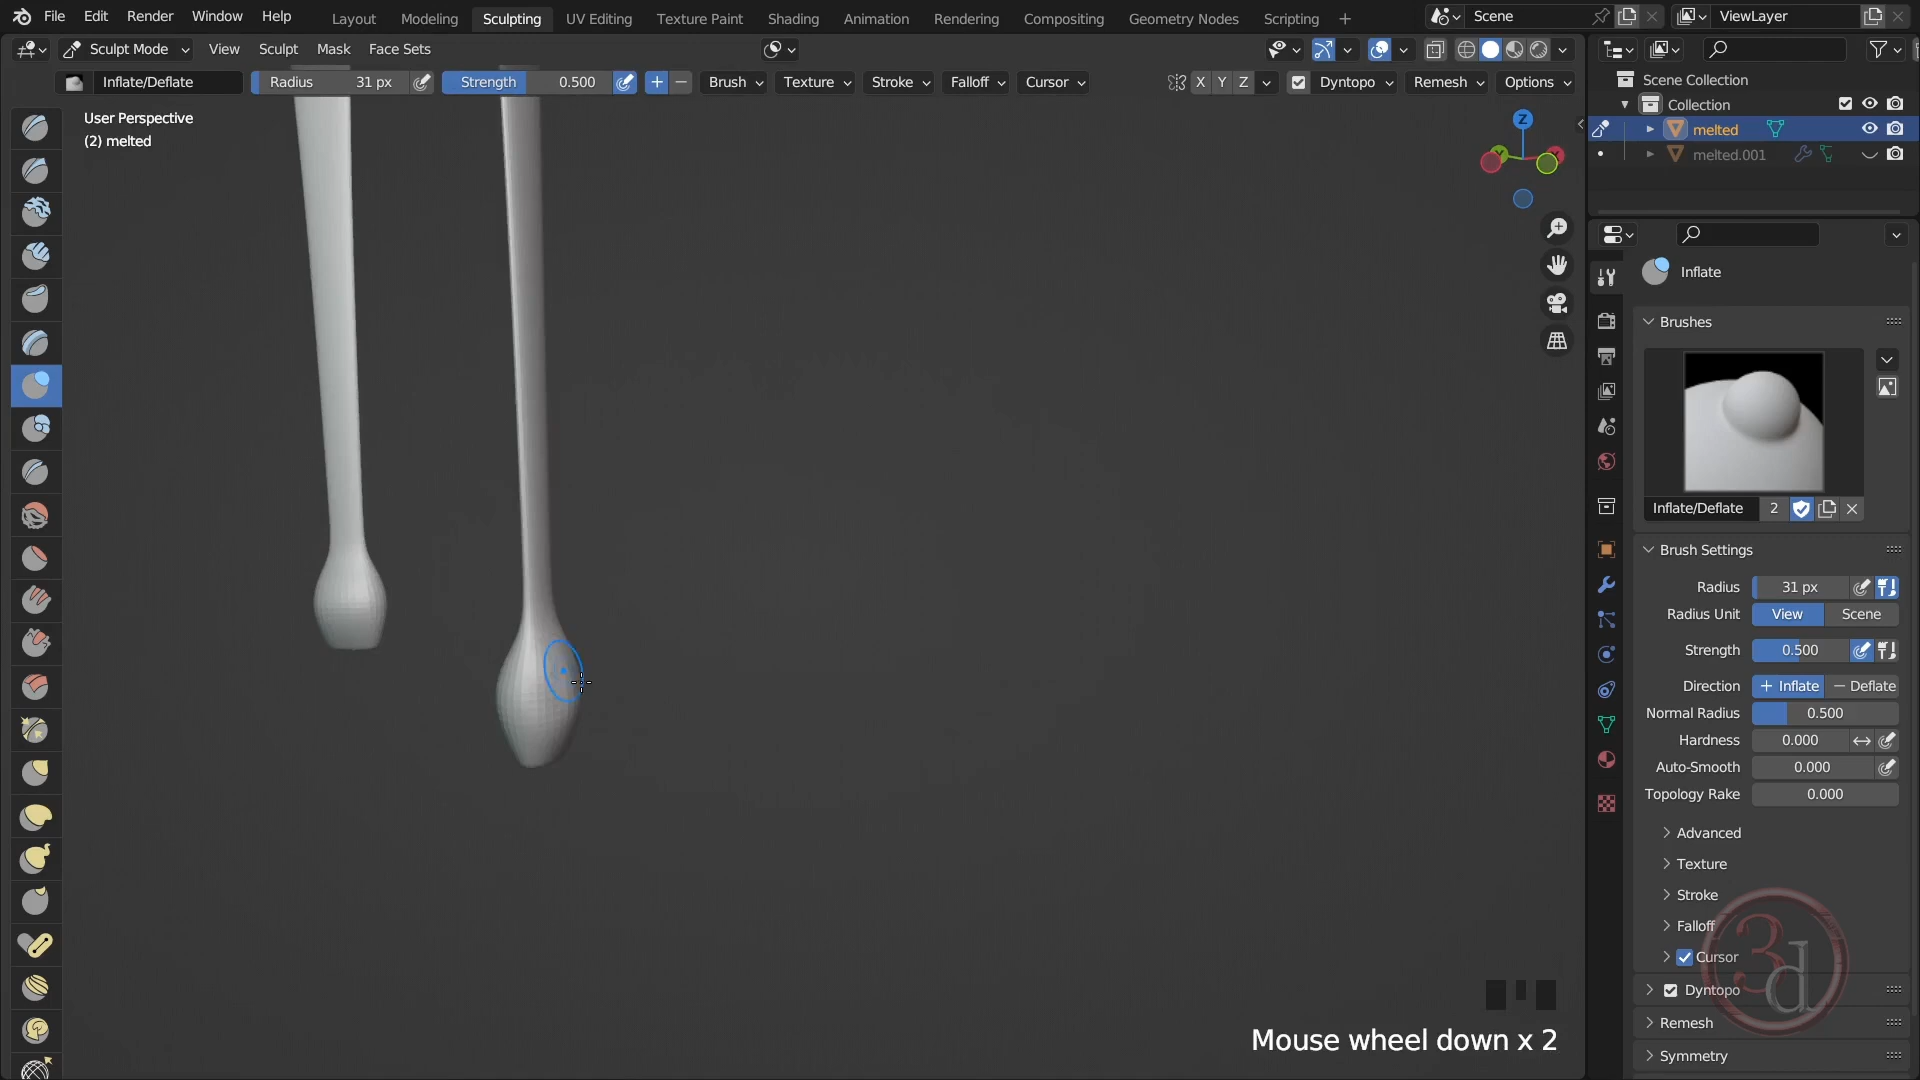 File Edit Render Window Help Layout Modeling Sculpting UV Editing Texture Paint Shading Animation Rendering Compositing Geometry Nodes Scripting Scene ViewLayer
Sculpt Mode View Sculpt Mask Face Sets
Inflate/Deflate Radius 31 px Strength 0.500 Brush Texture Stroke Falloff Cursor X Y Z Dyntopo Remesh Options
User Perspective
(2) melted
Z
Scene Collection
Collection
melted
melted.001
Inflate
Brushes
Inflate/Deflate 2
Brush Settings
Radius 31 px
Radius Unit View Scene
Strength 0.500
Direction + Inflate − Deflate
Normal Radius 0.500
Hardness 0.000
Auto-Smooth 0.000
Topology Rake 0.000
Advanced
Texture
Stroke
Falloff
Cursor
Dyntopo
Remesh
Symmetry
3d
Mouse wheel down x 2